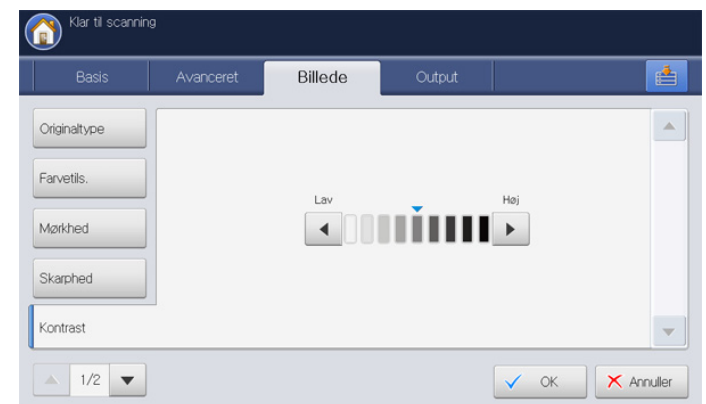 Klar til scanning
Basis
Avanceret
Billede
Output
Originaltype
Farvetils.
Mørkhed
Skarphed
Kontrast
Lav
Høj
1/2
OK
Annuller